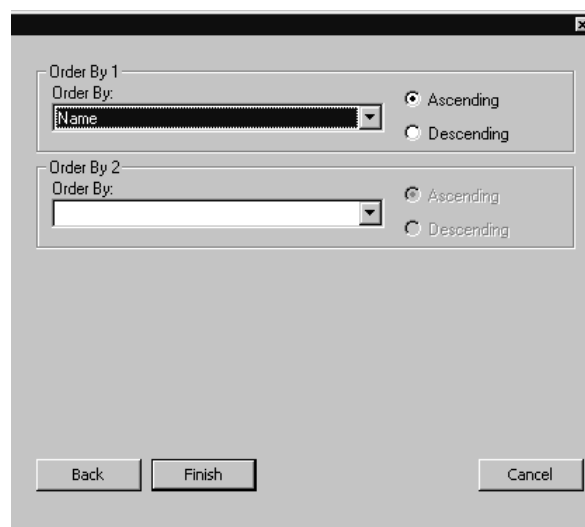 Order By 1
Order By:
Name
Ascending
Descending
Order By 2
Order By:
Ascending
Descending
Back
Finish
Cancel